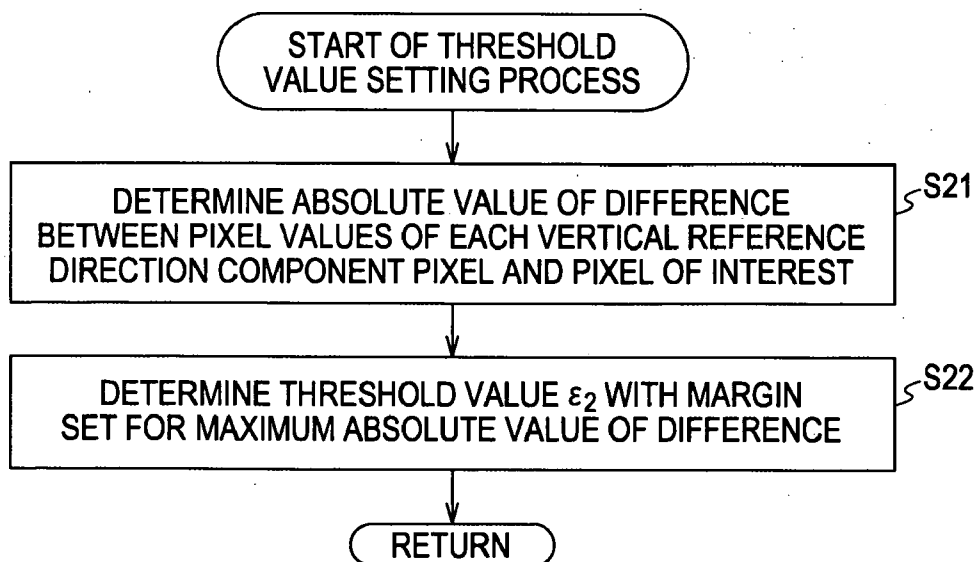 START OF THRESHOLD
VALUE SETTING PROCESS
S21
DETERMINE ABSOLUTE VALUE OF DIFFERENCE
BETWEEN PIXEL VALUES OF EACH VERTICAL REFERENCE
DIRECTION COMPONENT PIXEL AND PIXEL OF INTEREST
S22
DETERMINE THRESHOLD VALUE ε₂ WITH MARGIN
SET FOR MAXIMUM ABSOLUTE VALUE OF DIFFERENCE
RETURN